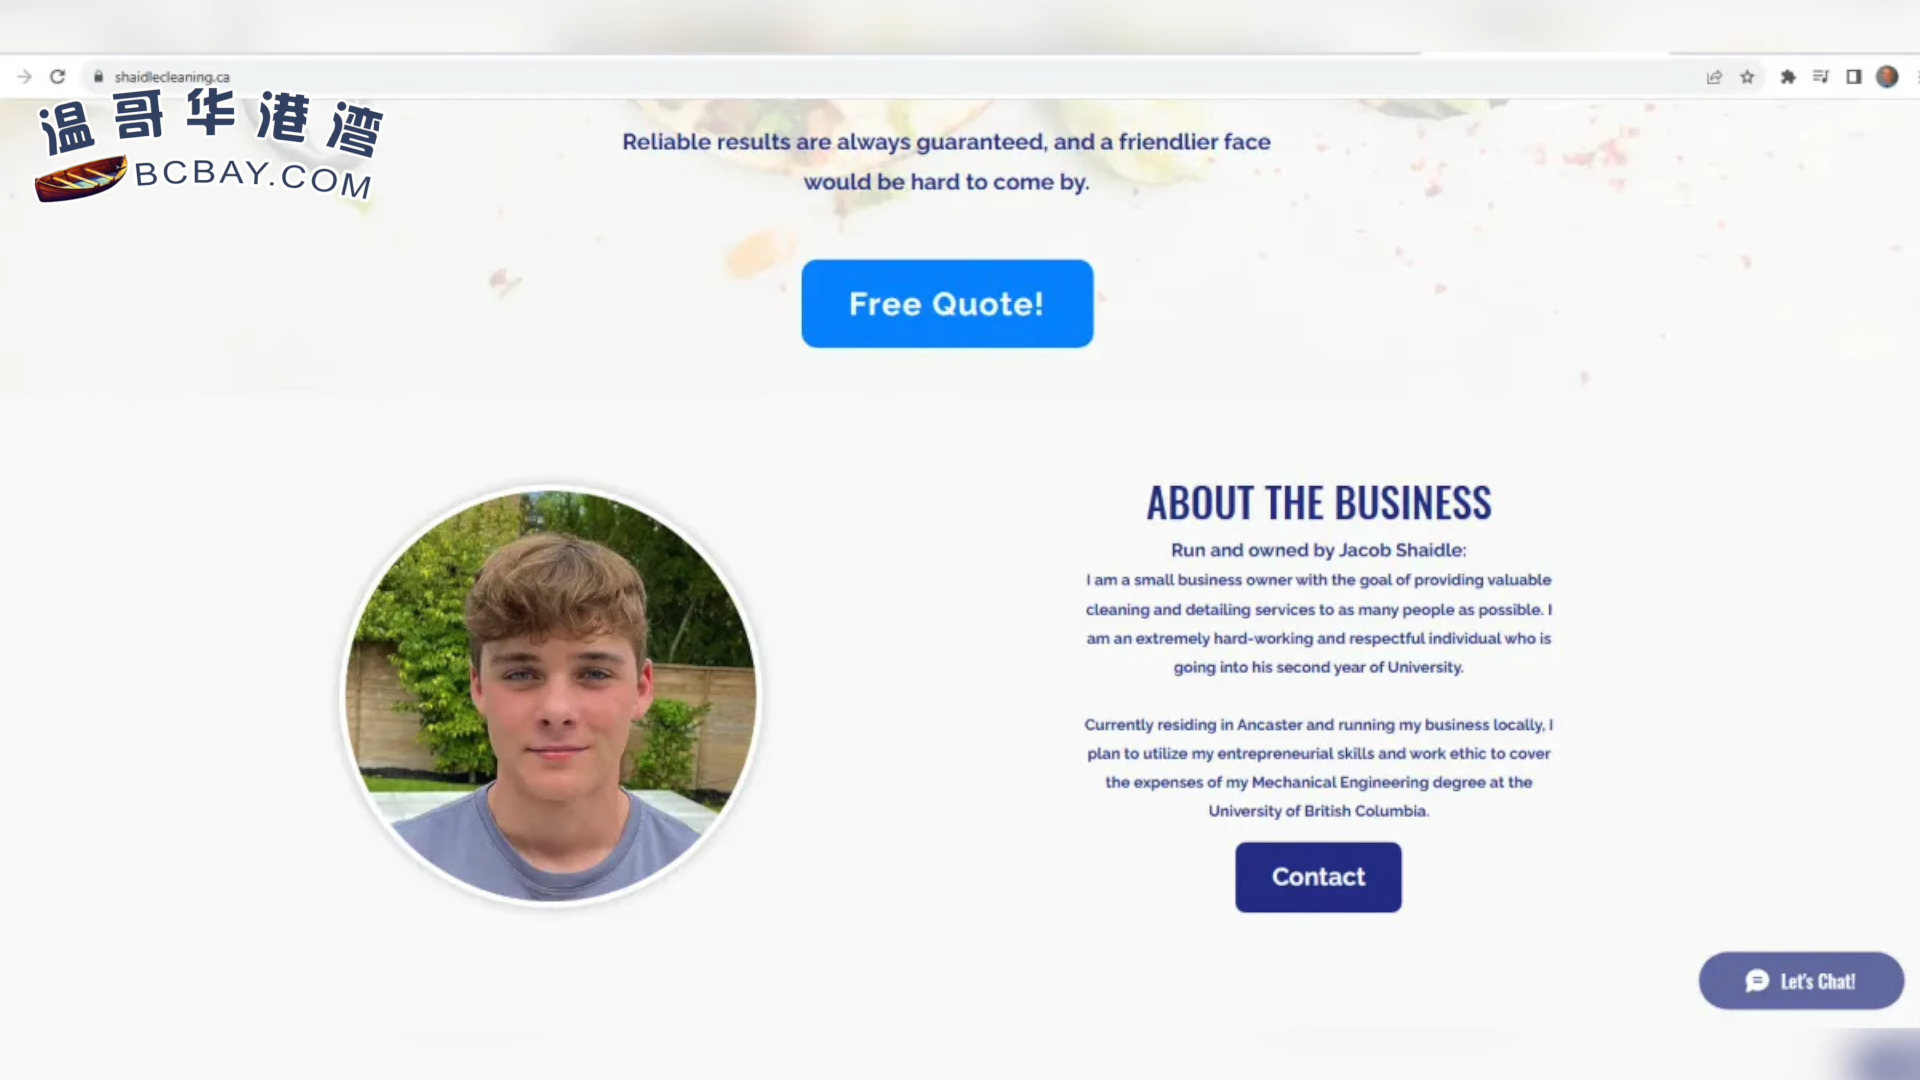 shaidlecleaning.ca
温哥华港湾
BCBAY.COM
Reliable results are always guaranteed, and a friendlier face
would be hard to come by.
Free Quote!
ABOUT THE BUSINESS
Run and owned by Jacob Shaidle:
I am a small business owner with the goal of providing valuable
cleaning and detailing services to as many people as possible. I
am an extremely hard-working and respectful individual who is
going into his second year of University.
Currently residing in Ancaster and running my business locally, I
plan to utilize my entrepreneurial skills and work ethic to cover
the expenses of my Mechanical Engineering degree at the
University of British Columbia.
Contact
Let's Chat!